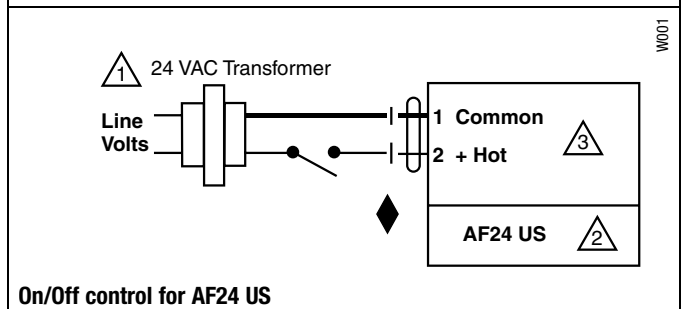 W001
1 24 VAC Transformer
Line
Volts
1 Common
2 + Hot
3
AF24 US 2
On/Off control for AF24 US